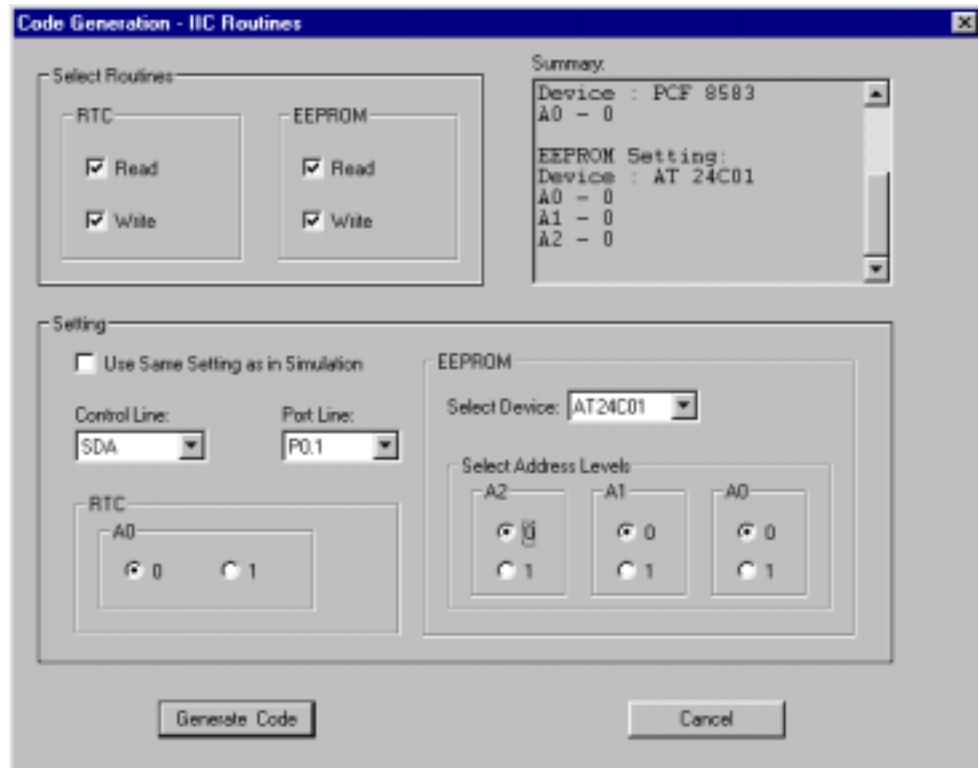 Code Generation - IIC Routines
Select Routines
RTC
Read
Write
EEPROM
Read
Write
Summary:
Device : PCF 8583
A0 - 0
EEPROM Setting:
Device : AT 24C01
A0 - 0
A1 - 0
A2 - 0
Setting
Use Same Setting as in Simulation
Control Line:
SDA
Port Line:
P0.1
RTC
A0
0 1
EEPROM
Select Device: AT24C01
Select Address Levels
A2 A1 A0
0 0 0
1 1 1
Generate Code
Cancel